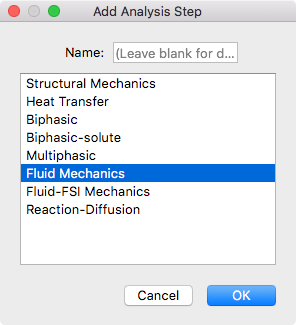 Add Analysis Step
Name: (Leave blank for d...
Structural Mechanics
Heat Transfer
Biphasic
Biphasic-solute
Multiphasic
Fluid Mechanics
Fluid-FSI Mechanics
Reaction-Diffusion
Cancel OK